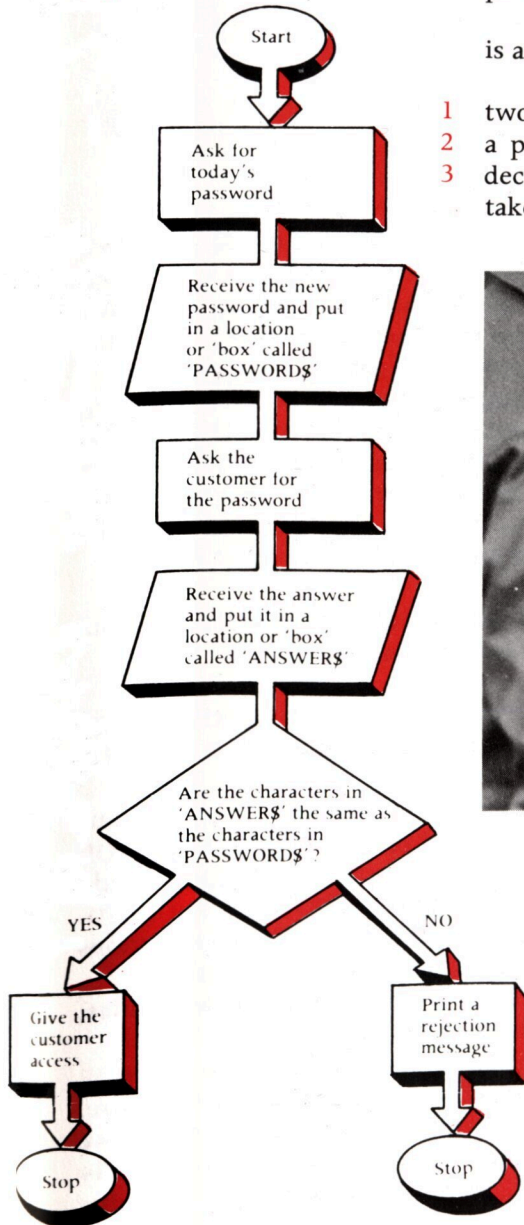 Start
is a
1 two
2 a p
3 dec
take
Ask for
today's
password
Receive the new
password and put
in a location
or 'box' called
'PASSWORD$'
Ask the
customer for
the password
Receive the answer
and put it in a
location or 'box'
called 'ANSWER$'
Are the characters in
'ANSWER$' the same as
the characters in
'PASSWORD$'?
YES
NO
Give the
customer
access
Print a
rejection
message
Stop
Stop